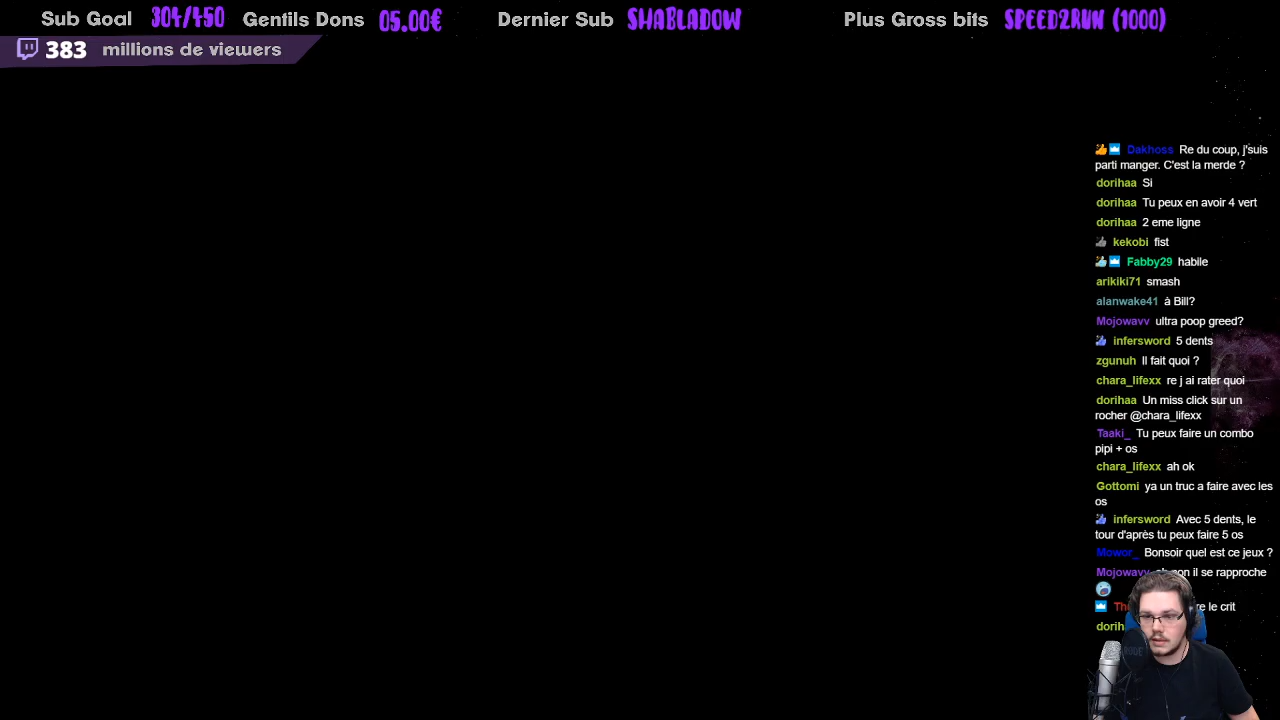 Sub Goal 304/450 Gentils Dons 05.00€ Dernier Sub SHABLADOW Plus Gross bits SPEED2RUN (1000)
383 millions de viewers
Dakhoss Re du coup, j'suis
parti manger. C'est la merde ?
dorihaa Si
dorihaa Tu peux en avoir 4 vert
dorihaa 2 eme ligne
kekobi fist
Fabby29 habile
arikiki71 smash
alanwake41 à Bill?
Mojowavv ultra poop greed?
infersword 5 dents
zgunuh Il fait quoi ?
chara_lifexx re j ai rater quoi
dorihaa Un miss click sur un
rocher @chara_lifexx
Taaki_ Tu peux faire un combo
pipi + os
chara_lifexx ah ok
Gottomi ya un truc a faire avec les
os
infersword Avec 5 dents, le
tour d'après tu peux faire 5 os
Mowor_ Bonsoir quel est ce jeux ?
Mojowavv non il se rapproche
le crit